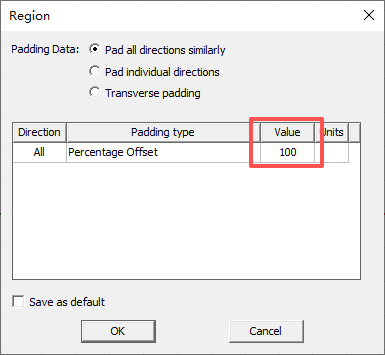 Region
Padding Data:
Pad all directions similarly
Pad individual directions
Transverse padding
Direction Padding type Value Units
All Percentage Offset 100
Save as default
OK Cancel